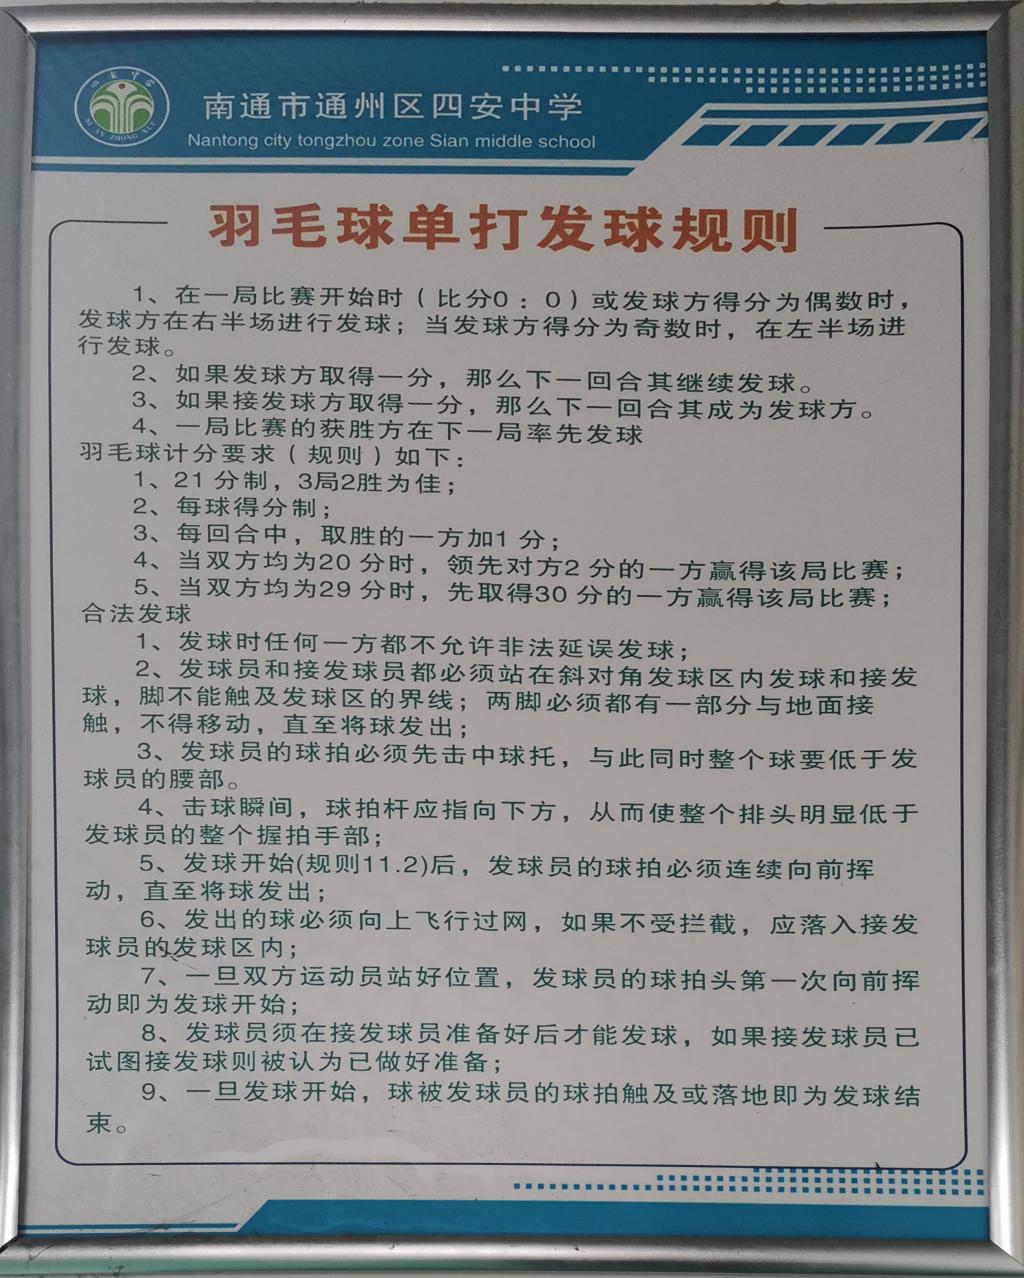 南通市通州区四安中学
Nantong city tongzhou zone Sian middle school
羽毛球单打发球规则
1、在一局比赛开始时（比分0：0）或发球方得分为偶数时，
发球方在右半场进行发球；当发球方得分为奇数时，在左半场进
行发球。
2、如果发球方取得一分，那么下一回合其继续发球。
3、如果接发球方取得一分，那么下一回合其成为发球方。
4、一局比赛的获胜方在下一局率先发球
羽毛球计分要求（规则）如下：
1、21 分制，3局2胜为佳；
2、每球得分制；
3、每回合中，取胜的一方加1 分；
4、当双方均为20 分时，领先对方2 分的一方赢得该局比赛；
5、当双方均为29 分时，先取得30 分的一方赢得该局比赛；
合法发球
1、发球时任何一方都不允许非法延误发球；
2、发球员和接发球员都必须站在斜对角发球区内发球和接发
球，脚不能触及发球区的界线；两脚必须都有一部分与地面接
触，不得移动，直至将球发出；
3、发球员的球拍必须先击中球托，与此同时整个球要低于发
球员的腰部。
4、击球瞬间，球拍杆应指向下方，从而使整个排头明显低于
发球员的整个握拍手部；
5、发球开始(规则11.2)后，发球员的球拍必须连续向前挥
动，直至将球发出；
6、发出的球必须向上飞行过网，如果不受拦截，应落入接发
球员的发球区内；
7、一旦双方运动员站好位置，发球员的球拍头第一次向前挥
动即为发球开始；
8、发球员须在接发球员准备好后才能发球，如果接发球员已
试图接发球则被认为已做好准备；
9、一旦发球开始，球被发球员的球拍触及或落地即为发球结
束。